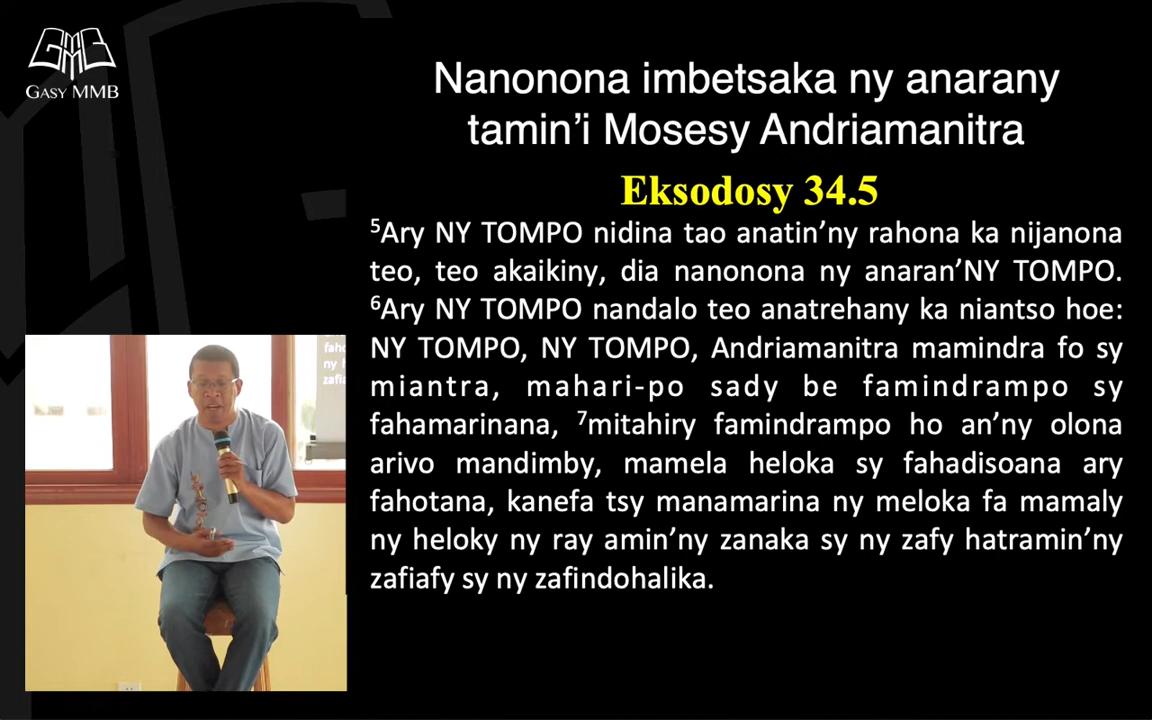 GMMB
GASY MMB
Nanonona imbetsaka ny anarany
tamin’i Mosesy Andriamanitra
Eksodosy 34.5
⁵Ary NY TOMPO nidina tao anatin’ny rahona ka nijanona
teo, teo akaikiny, dia nanonona ny anaran’NY TOMPO.
⁶Ary NY TOMPO nandalo teo anatrehany ka niantso hoe:
NY TOMPO, NY TOMPO, Andriamanitra mamindra fo sy
miantra, mahari-po sady be famindrampo sy
fahamarinana, ⁷mitahiry famindrampo ho an’ny olona
arivo mandimby, mamela heloka sy fahadisoana ary
fahotana, kanefa tsy manamarina ny meloka fa mamaly
ny heloky ny ray amin’ny zanaka sy ny zafy hatramin’ny
zafiafy sy ny zafindohalika.